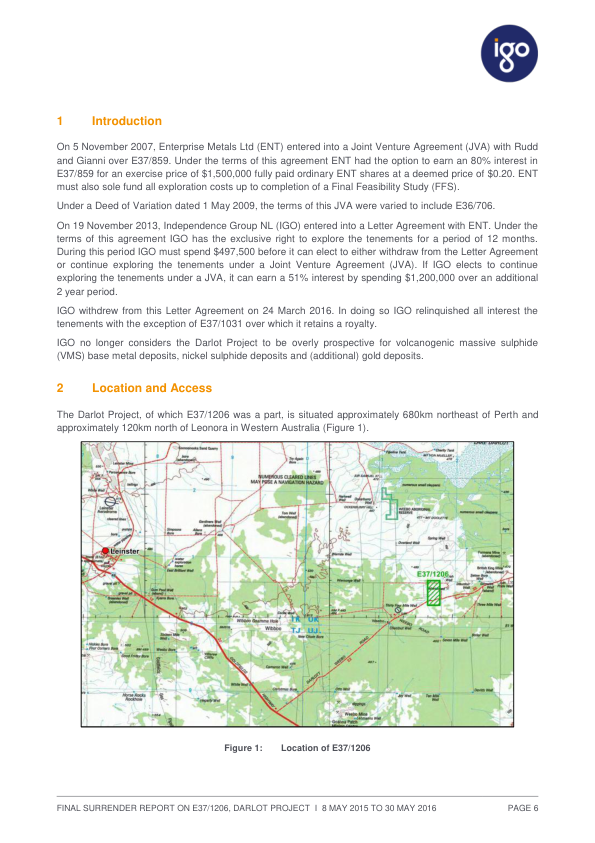 igo
1 Introduction
On 5 November 2007, Enterprise Metals Ltd (ENT) entered into a Joint Venture Agreement (JVA) with Rudd
and Gianni over E37/859. Under the terms of this agreement ENT had the option to earn an 80% interest in
E37/859 for an exercise price of $1,500,000 fully paid ordinary ENT shares at a deemed price of $0.20. ENT
must also sole fund all exploration costs up to completion of a Final Feasibility Study (FFS).
Under a Deed of Variation dated 1 May 2009, the terms of this JVA were varied to include E36/706.
On 19 November 2013, Independence Group NL (IGO) entered into a Letter Agreement with ENT. Under the
terms of this agreement IGO has the exclusive right to explore the tenements for a period of 12 months.
During this period IGO must spend $497,500 before it can elect to either withdraw from the Letter Agreement
or continue exploring the tenements under a Joint Venture Agreement (JVA). If IGO elects to continue
exploring the tenements under a JVA, it can earn a 51% interest by spending $1,200,000 over an additional
2 year period.
IGO withdrew from this Letter Agreement on 24 March 2016. In doing so IGO relinquished all interest the
tenements with the exception of E37/1031 over which it retains a royalty.
IGO no longer considers the Darlot Project to be overly prospective for volcanogenic massive sulphide
(VMS) base metal deposits, nickel sulphide deposits and (additional) gold deposits.
2 Location and Access
The Darlot Project, of which E37/1206 was a part, is situated approximately 680km northeast of Perth and
approximately 120km north of Leonora in Western Australia (Figure 1).
NUMEROUS CLEARED LINES
MAY POSE A NAVIGATION HAZARD
Leinster
E37/1206
UK
TJ UJ
Figure 1: Location of E37/1206
FINAL SURRENDER REPORT ON E37/1206, DARLOT PROJECT I 8 MAY 2015 TO 30 MAY 2016 PAGE 6